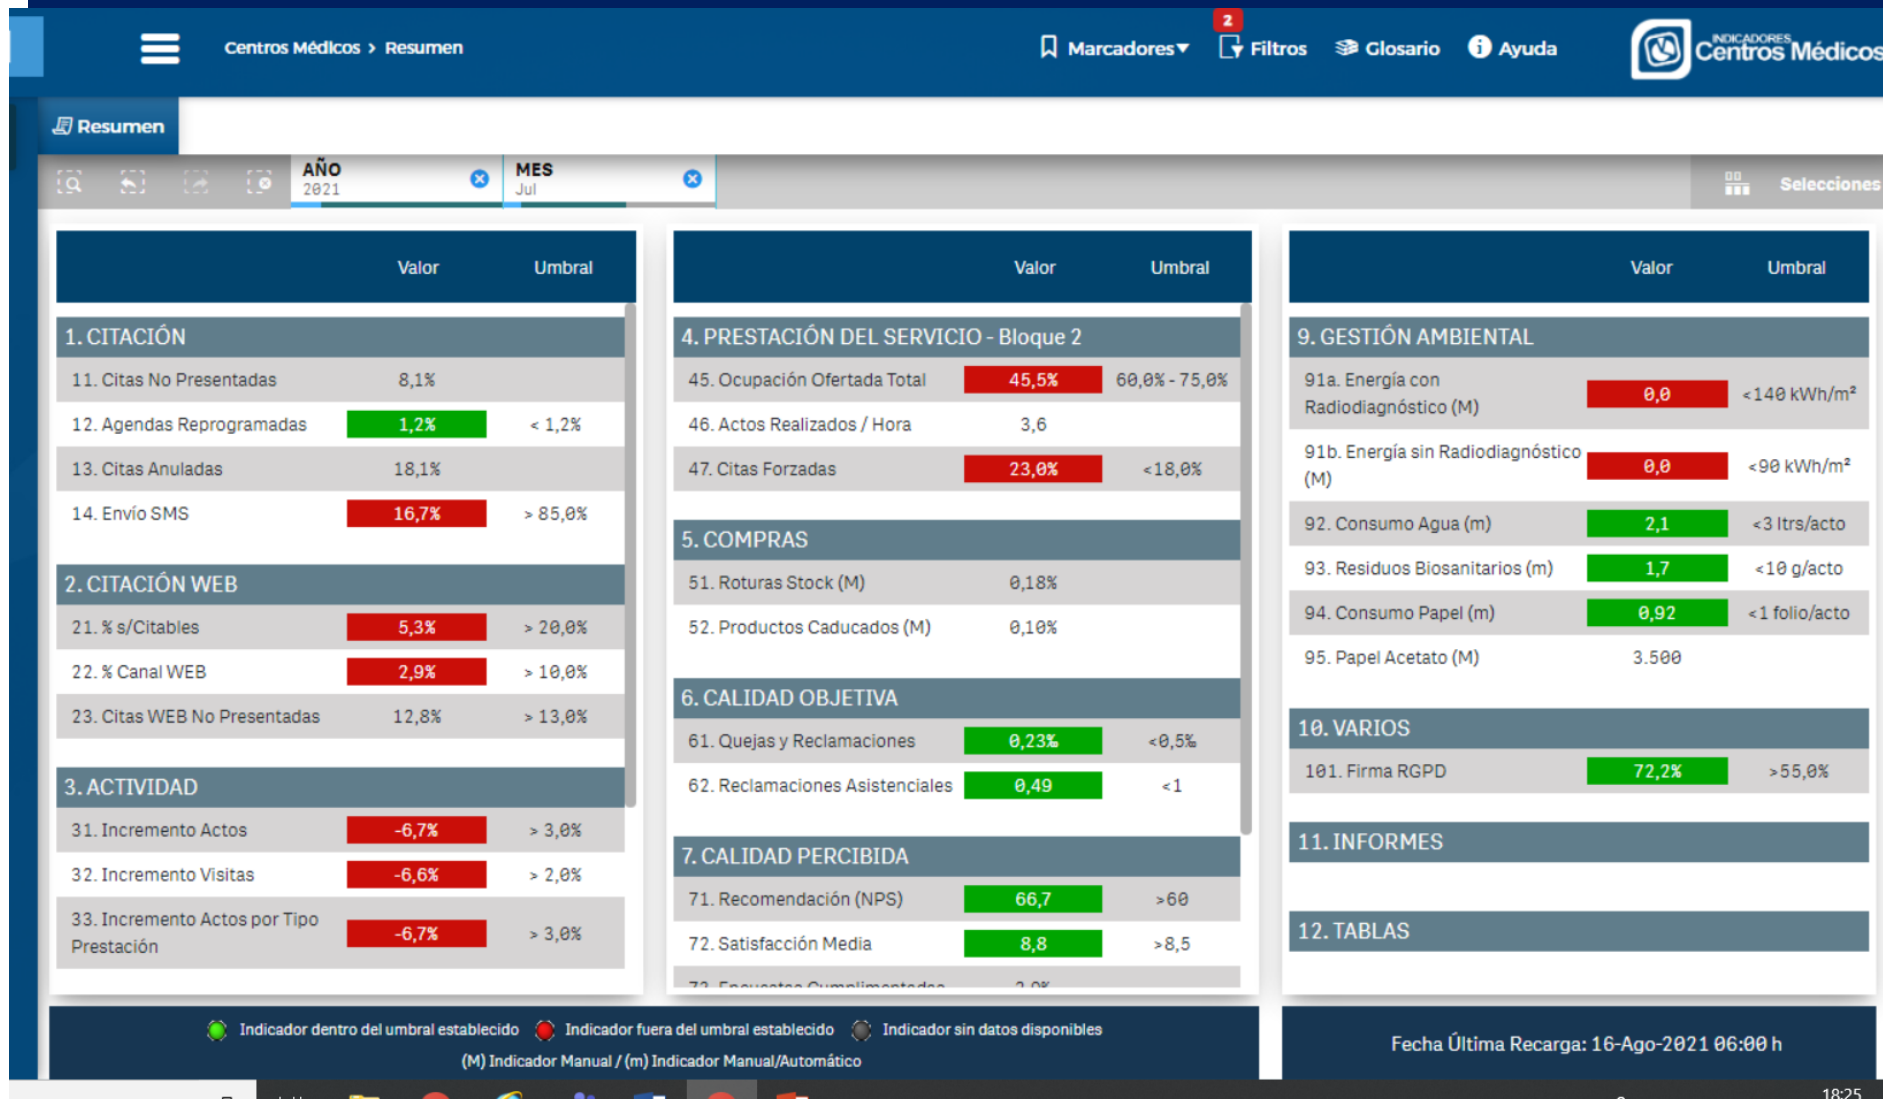 Centros Médicos > Resumen
Marcadores▼
2
Filtros
Glosario
Ayuda
INDICADORES
Centros Médicos
Resumen
AÑO
2021
MES
Jul
Selecciones
Valor Umbral
1. CITACIÓN
11. Citas No Presentadas 8,1%
12. Agendas Reprogramadas 1,2% < 1,2%
13. Citas Anuladas 18,1%
14. Envío SMS 16,7% > 85,0%
2. CITACIÓN WEB
21. % s/Citables 5,3% > 20,0%
22. % Canal WEB 2,9% > 10,0%
23. Citas WEB No Presentadas 12,8% > 13,0%
3. ACTIVIDAD
31. Incremento Actos -6,7% > 3,0%
32. Incremento Visitas -6,6% > 2,0%
33. Incremento Actos por Tipo
Prestación -6,7% > 3,0%
Valor Umbral
4. PRESTACIÓN DEL SERVICIO - Bloque 2
45. Ocupación Ofertada Total 45,5% 60,0% - 75,0%
46. Actos Realizados / Hora 3,6
47. Citas Forzadas 23,0% <18,0%
5. COMPRAS
51. Roturas Stock (M) 0,18%
52. Productos Caducados (M) 0,10%
6. CALIDAD OBJETIVA
61. Quejas y Reclamaciones 0,23‰ <0,5‰
62. Reclamaciones Asistenciales 0,49 <1
7. CALIDAD PERCIBIDA
71. Recomendación (NPS) 66,7 >60
72. Satisfacción Media 8,8 >8,5
Valor Umbral
9. GESTIÓN AMBIENTAL
91a. Energía con
Radiodiagnóstico (M) 0,0 <140 kWh/m²
91b. Energía sin Radiodiagnóstico
(M) 0,0 <90 kWh/m²
92. Consumo Agua (m) 2,1 <3 ltrs/acto
93. Residuos Biosanitarios (m) 1,7 <10 g/acto
94. Consumo Papel (m) 0,92 <1 folio/acto
95. Papel Acetato (M) 3.500
10. VARIOS
101. Firma RGPD 72,2% >55,0%
11. INFORMES
12. TABLAS
Indicador dentro del umbral establecido Indicador fuera del umbral establecido Indicador sin datos disponibles
(M) Indicador Manual / (m) Indicador Manual/Automático
Fecha Última Recarga: 16-Ago-2021 06:00 h
18:25